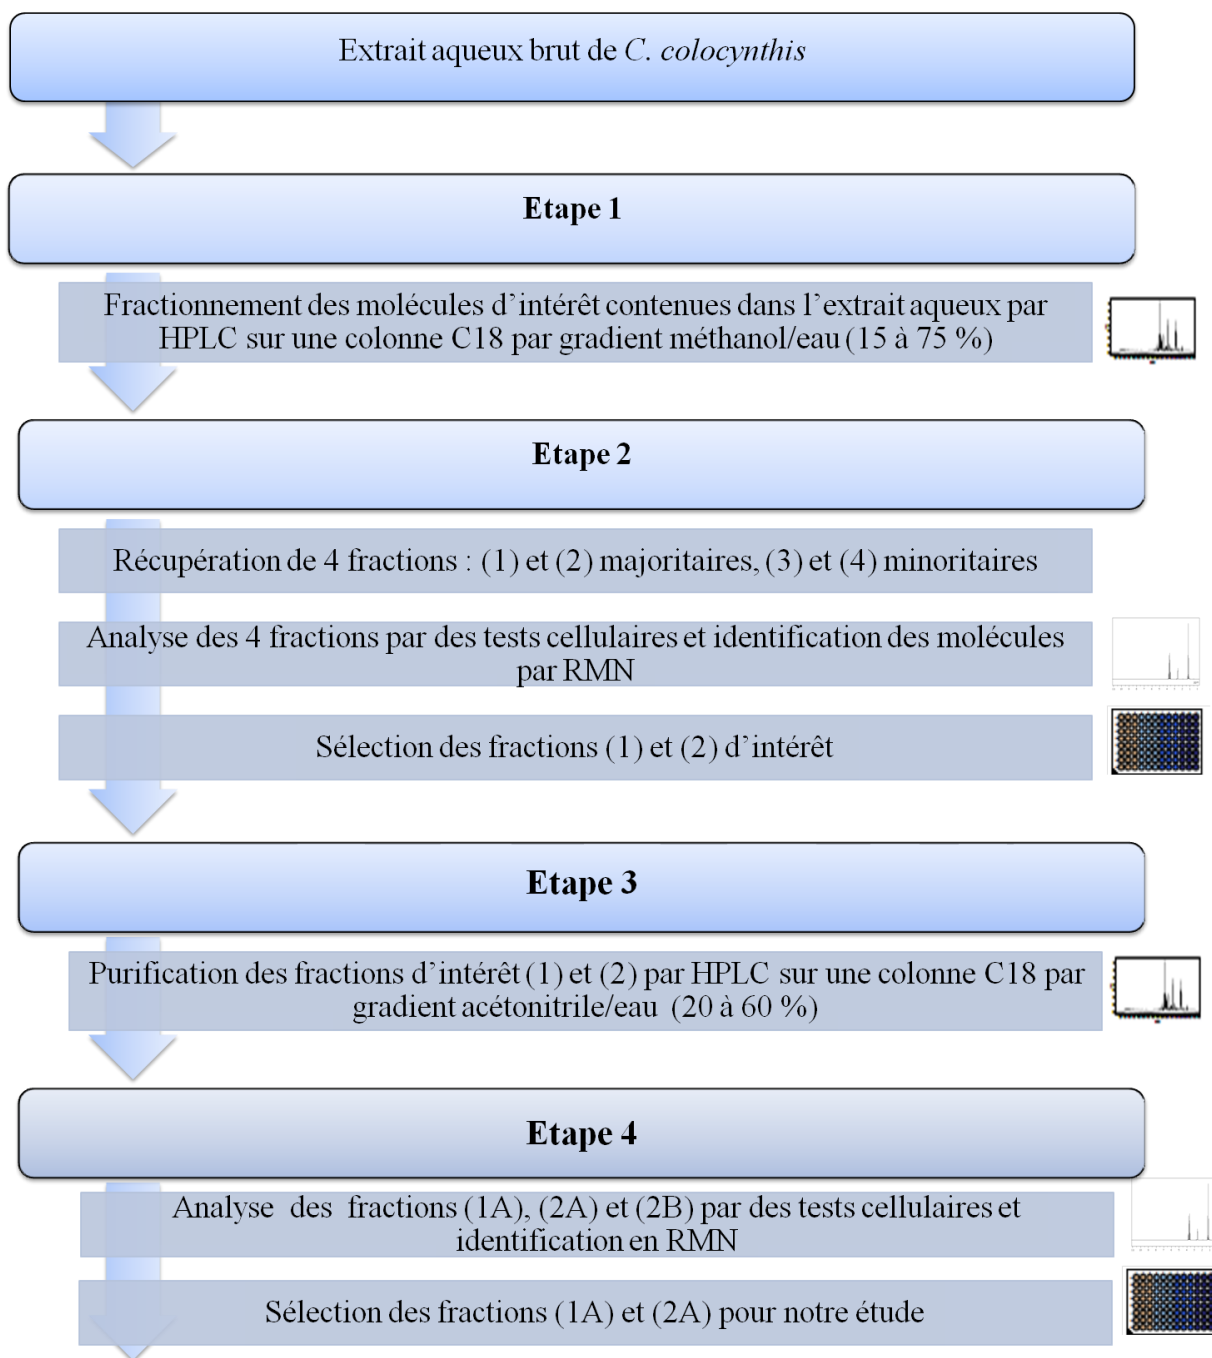 Extrait aqueux brut de C. colocynthis
Etape 1
Fractionnement des molécules d’intérêt contenues dans l’extrait aqueux par
HPLC sur une colonne C18 par gradient méthanol/eau (15 à 75 %)
Etape 2
Récupération de 4 fractions : (1) et (2) majoritaires, (3) et (4) minoritaires
Analyse des 4 fractions par des tests cellulaires et identification des molécules
par RMN
Sélection des fractions (1) et (2) d’intérêt
Etape 3
Purification des fractions d’intérêt (1) et (2) par HPLC sur une colonne C18 par
gradient acétonitrile/eau (20 à 60 %)
Etape 4
Analyse des fractions (1A), (2A) et (2B) par des tests cellulaires et
identification en RMN
Sélection des fractions (1A) et (2A) pour notre étude